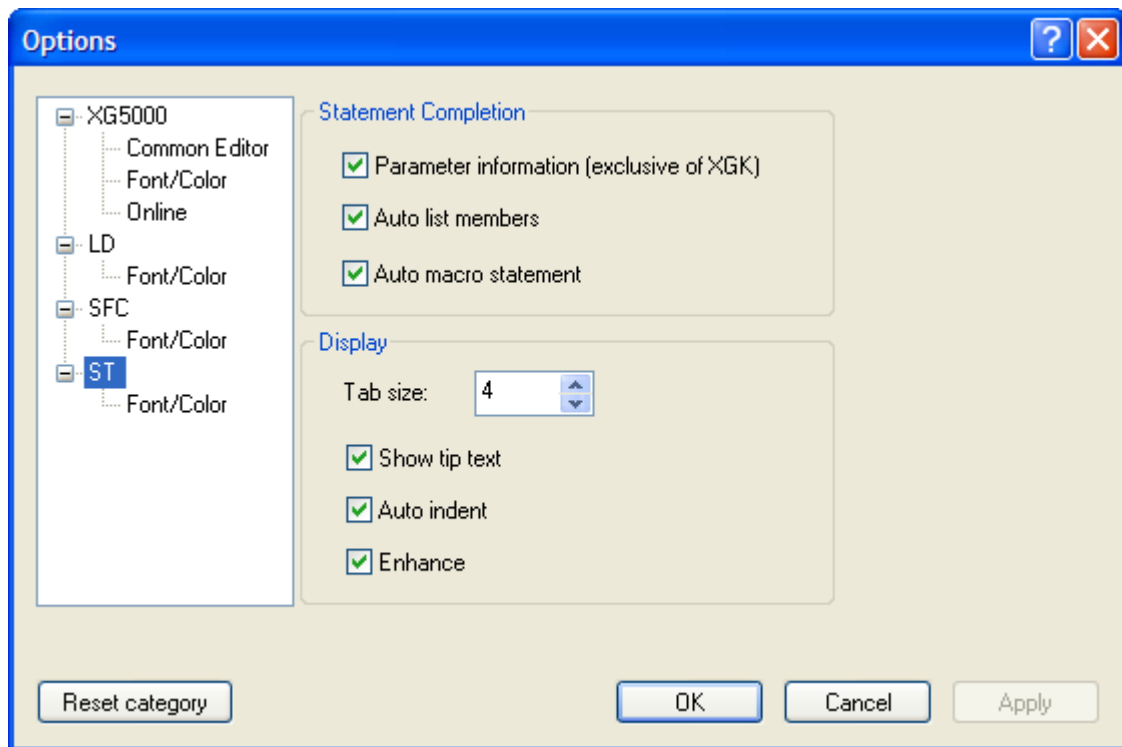 Options
XG5000
Common Editor
Font/Color
Online
LD
Font/Color
SFC
Font/Color
ST
Font/Color
Statement Completion
Parameter information (exclusive of XGK)
Auto list members
Auto macro statement
Display
Tab size: 4
Show tip text
Auto indent
Enhance
Reset category OK Cancel Apply